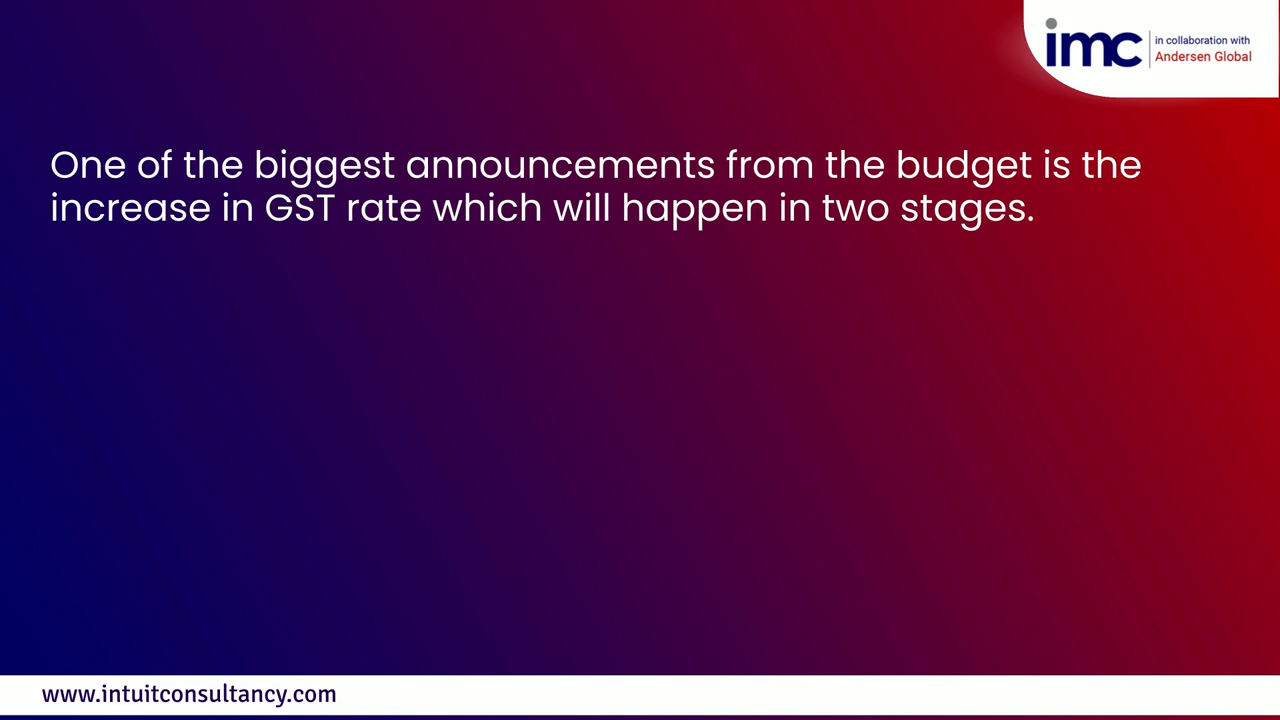 imc
in collaboration with
Andersen Global
One of the biggest announcements from the budget is the
increase in GST rate which will happen in two stages.
www.intuitconsultancy.com